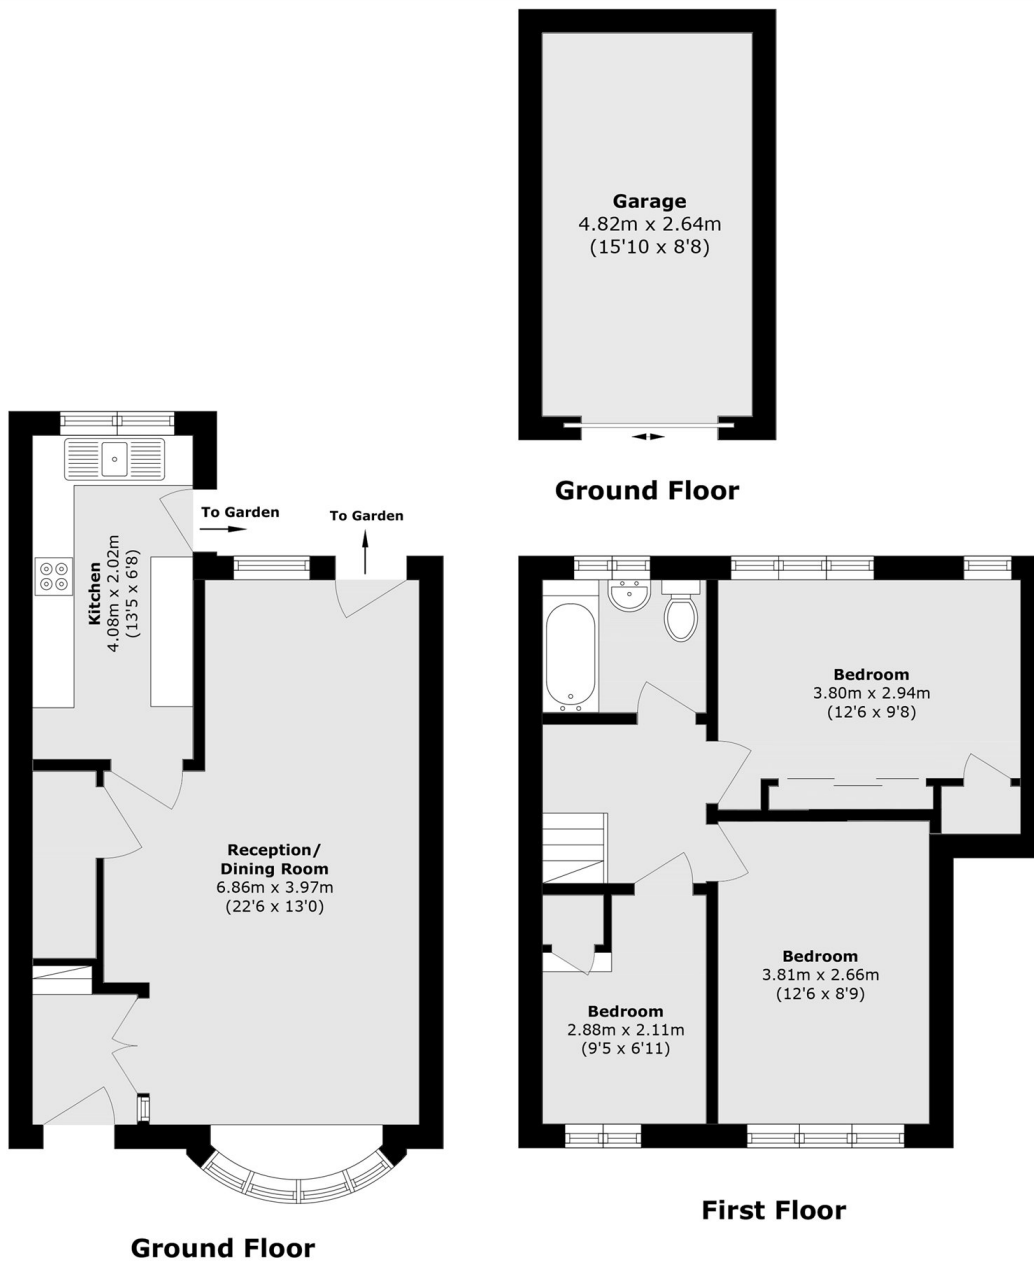 Garage
4.82m x 2.64m
(15'10 x 8'8)
Ground Floor
To Garden
To Garden
Kitchen
4.08m x 2.02m
(13'5 x 6'8)
Reception/
Dining Room
6.86m x 3.97m
(22'6 x 13'0)
Ground Floor
Bedroom
3.80m x 2.94m
(12'6 x 9'8)
Bedroom
3.81m x 2.66m
(12'6 x 8'9)
Bedroom
2.88m x 2.11m
(9'5 x 6'11)
First Floor